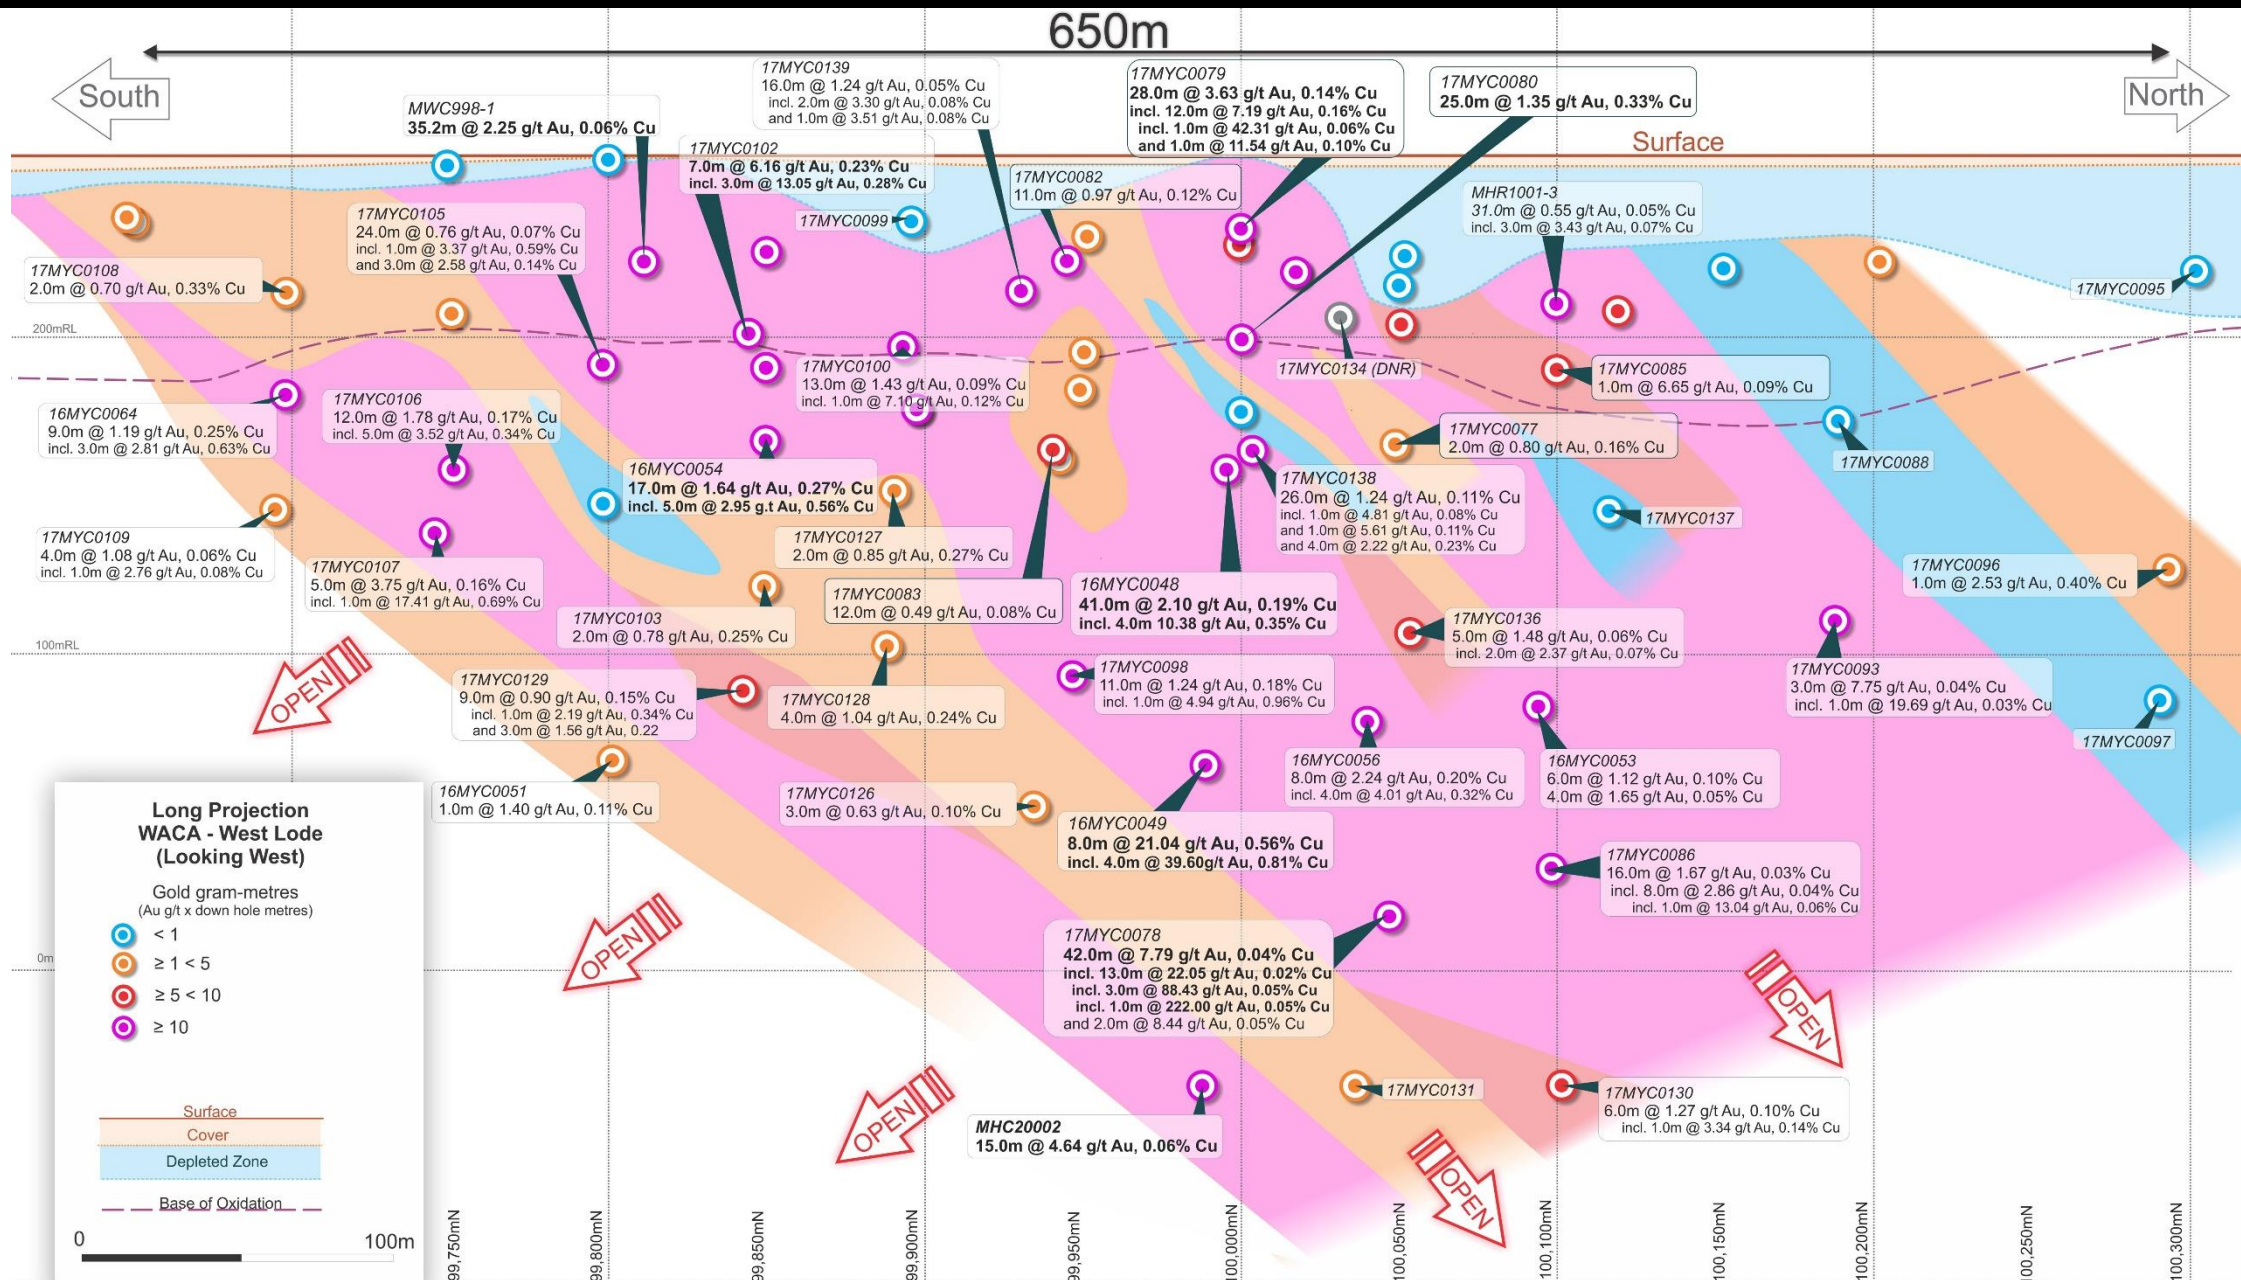 650m
South
North
Surface
MWC998-1
35.2m @ 2.25 g/t Au, 0.06% Cu
17MYC0139
16.0m @ 1.24 g/t Au, 0.05% Cu
incl. 2.0m @ 3.30 g/t Au, 0.08% Cu
and 1.0m @ 3.51 g/t Au, 0.08% Cu
17MYC0079
28.0m @ 3.63 g/t Au, 0.14% Cu
incl. 12.0m @ 7.19 g/t Au, 0.16% Cu
incl. 1.0m @ 42.31 g/t Au, 0.06% Cu
and 1.0m @ 11.54 g/t Au, 0.10% Cu
17MYC0080
25.0m @ 1.35 g/t Au, 0.33% Cu
17MYC0102
7.0m @ 6.16 g/t Au, 0.23% Cu
incl. 3.0m @ 13.05 g/t Au, 0.28% Cu
17MYC0082
11.0m @ 0.97 g/t Au, 0.12% Cu
MHR1001-3
31.0m @ 0.55 g/t Au, 0.05% Cu
incl. 3.0m @ 3.43 g/t Au, 0.07% Cu
17MYC0105
24.0m @ 0.76 g/t Au, 0.07% Cu
incl. 1.0m @ 3.37 g/t Au, 0.59% Cu
and 3.0m @ 2.58 g/t Au, 0.14% Cu
17MYC0099
17MYC0108
2.0m @ 0.70 g/t Au, 0.33% Cu
17MYC0095
200mRL
17MYC0100
13.0m @ 1.43 g/t Au, 0.09% Cu
incl. 1.0m @ 7.10 g/t Au, 0.12% Cu
17MYC0134 (DNR)
17MYC0085
1.0m @ 6.65 g/t Au, 0.09% Cu
16MYC0064
9.0m @ 1.19 g/t Au, 0.25% Cu
incl. 3.0m @ 2.81 g/t Au, 0.63% Cu
17MYC0106
12.0m @ 1.78 g/t Au, 0.17% Cu
incl. 5.0m @ 3.52 g/t Au, 0.34% Cu
17MYC0077
2.0m @ 0.80 g/t Au, 0.16% Cu
17MYC0088
16MYC0054
17.0m @ 1.64 g/t Au, 0.27% Cu
incl. 5.0m @ 2.95 g.t Au, 0.56% Cu
17MYC0138
26.0m @ 1.24 g/t Au, 0.11% Cu
incl. 1.0m @ 4.81 g/t Au, 0.08% Cu
and 1.0m @ 5.61 g/t Au, 0.11% Cu
and 4.0m @ 2.22 g/t Au, 0.23% Cu
17MYC0137
17MYC0109
4.0m @ 1.08 g/t Au, 0.06% Cu
incl. 1.0m @ 2.76 g/t Au, 0.08% Cu
17MYC0127
2.0m @ 0.85 g/t Au, 0.27% Cu
17MYC0107
5.0m @ 3.75 g/t Au, 0.16% Cu
incl. 1.0m @ 17.41 g/t Au, 0.69% Cu
17MYC0083
12.0m @ 0.49 g/t Au, 0.08% Cu
16MYC0048
41.0m @ 2.10 g/t Au, 0.19% Cu
incl. 4.0m 10.38 g/t Au, 0.35% Cu
17MYC0096
1.0m @ 2.53 g/t Au, 0.40% Cu
17MYC0103
2.0m @ 0.78 g/t Au, 0.25% Cu
17MYC0136
5.0m @ 1.48 g/t Au, 0.06% Cu
incl. 2.0m @ 2.37 g/t Au, 0.07% Cu
100mRL
OPEN
17MYC0129
9.0m @ 0.90 g/t Au, 0.15% Cu
incl. 1.0m @ 2.19 g/t Au, 0.34% Cu
and 3.0m @ 1.56 g/t Au, 0.22
17MYC0128
4.0m @ 1.04 g/t Au, 0.24% Cu
17MYC0098
11.0m @ 1.24 g/t Au, 0.18% Cu
incl. 1.0m @ 4.94 g/t Au, 0.96% Cu
17MYC0093
3.0m @ 7.75 g/t Au, 0.04% Cu
incl. 1.0m @ 19.69 g/t Au, 0.03% Cu
17MYC0097
16MYC0056
8.0m @ 2.24 g/t Au, 0.20% Cu
incl. 4.0m @ 4.01 g/t Au, 0.32% Cu
16MYC0053
6.0m @ 1.12 g/t Au, 0.10% Cu
4.0m @ 1.65 g/t Au, 0.05% Cu
16MYC0051
1.0m @ 1.40 g/t Au, 0.11% Cu
17MYC0126
3.0m @ 0.63 g/t Au, 0.10% Cu
16MYC0049
8.0m @ 21.04 g/t Au, 0.56% Cu
incl. 4.0m @ 39.60g/t Au, 0.81% Cu
17MYC0086
16.0m @ 1.67 g/t Au, 0.03% Cu
incl. 8.0m @ 2.86 g/t Au, 0.04% Cu
incl. 1.0m @ 13.04 g/t Au, 0.06% Cu
OPEN
17MYC0078
42.0m @ 7.79 g/t Au, 0.04% Cu
incl. 13.0m @ 22.05 g/t Au, 0.02% Cu
incl. 3.0m @ 88.43 g/t Au, 0.05% Cu
incl. 1.0m @ 222.00 g/t Au, 0.05% Cu
and 2.0m @ 8.44 g/t Au, 0.05% Cu
0m
OPEN
OPEN
MHC20002
15.0m @ 4.64 g/t Au, 0.06% Cu
17MYC0131
17MYC0130
6.0m @ 1.27 g/t Au, 0.10% Cu
incl. 1.0m @ 3.34 g/t Au, 0.14% Cu
OPEN
Long Projection
WACA - West Lode
(Looking West)
Gold gram-metres
(Au g/t x down hole metres)
< 1
≥ 1 < 5
≥ 5 < 10
≥ 10
Surface
Cover
Depleted Zone
Base of Oxidation
0 100m
99,750mN
99,800mN
99,850mN
99,900mN
99,950mN
100,000mN
100,050mN
100,100mN
100,150mN
100,200mN
100,250mN
100,300mN